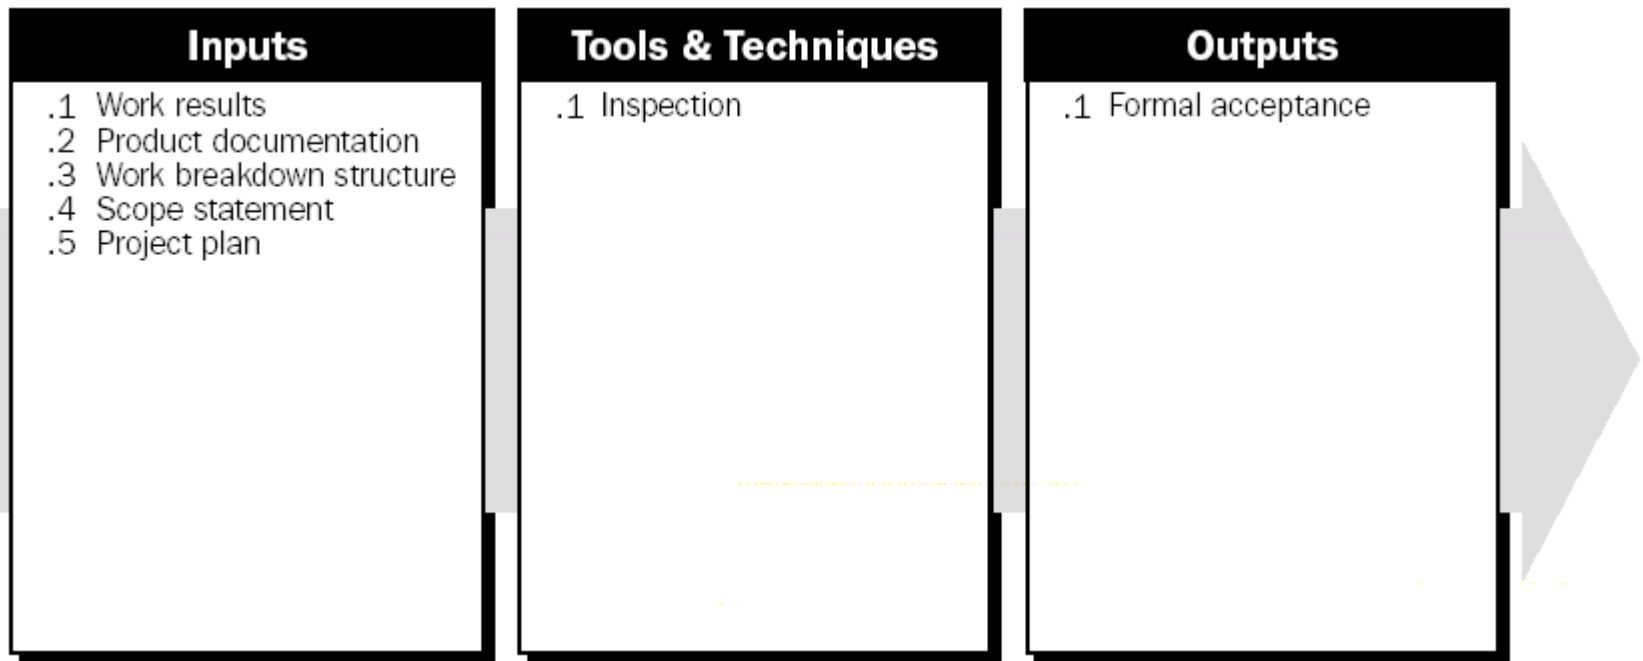 Inputs
.1 Work results
.2 Product documentation
.3 Work breakdown structure
.4 Scope statement
.5 Project plan
Tools & Techniques
.1 Inspection
Outputs
.1 Formal acceptance